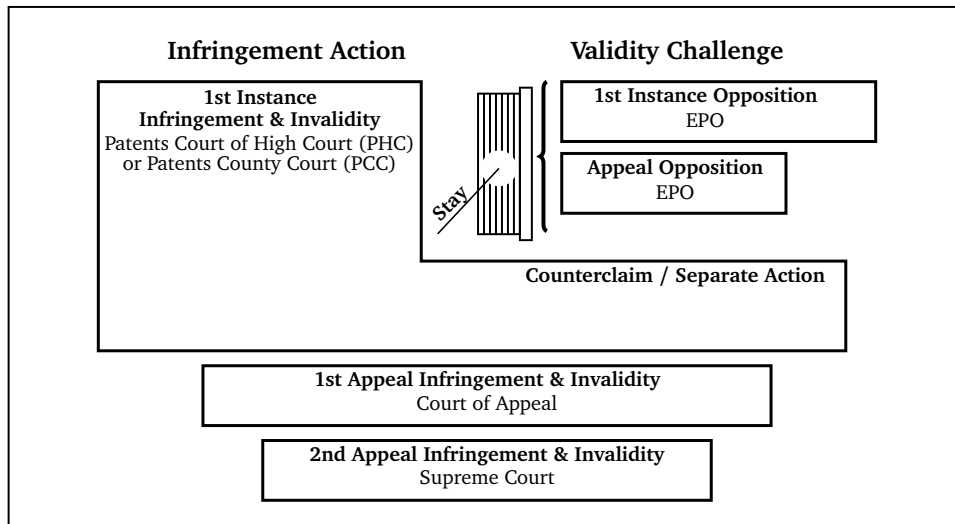 Infringement Action
Validity Challenge
1st Instance
Infringement & Invalidity
Patents Court of High Court (PHC)
or Patents County Court (PCC)
Stay
1st Instance Opposition
EPO
Appeal Opposition
EPO
Counterclaim / Separate Action
1st Appeal Infringement & Invalidity
Court of Appeal
2nd Appeal Infringement & Invalidity
Supreme Court